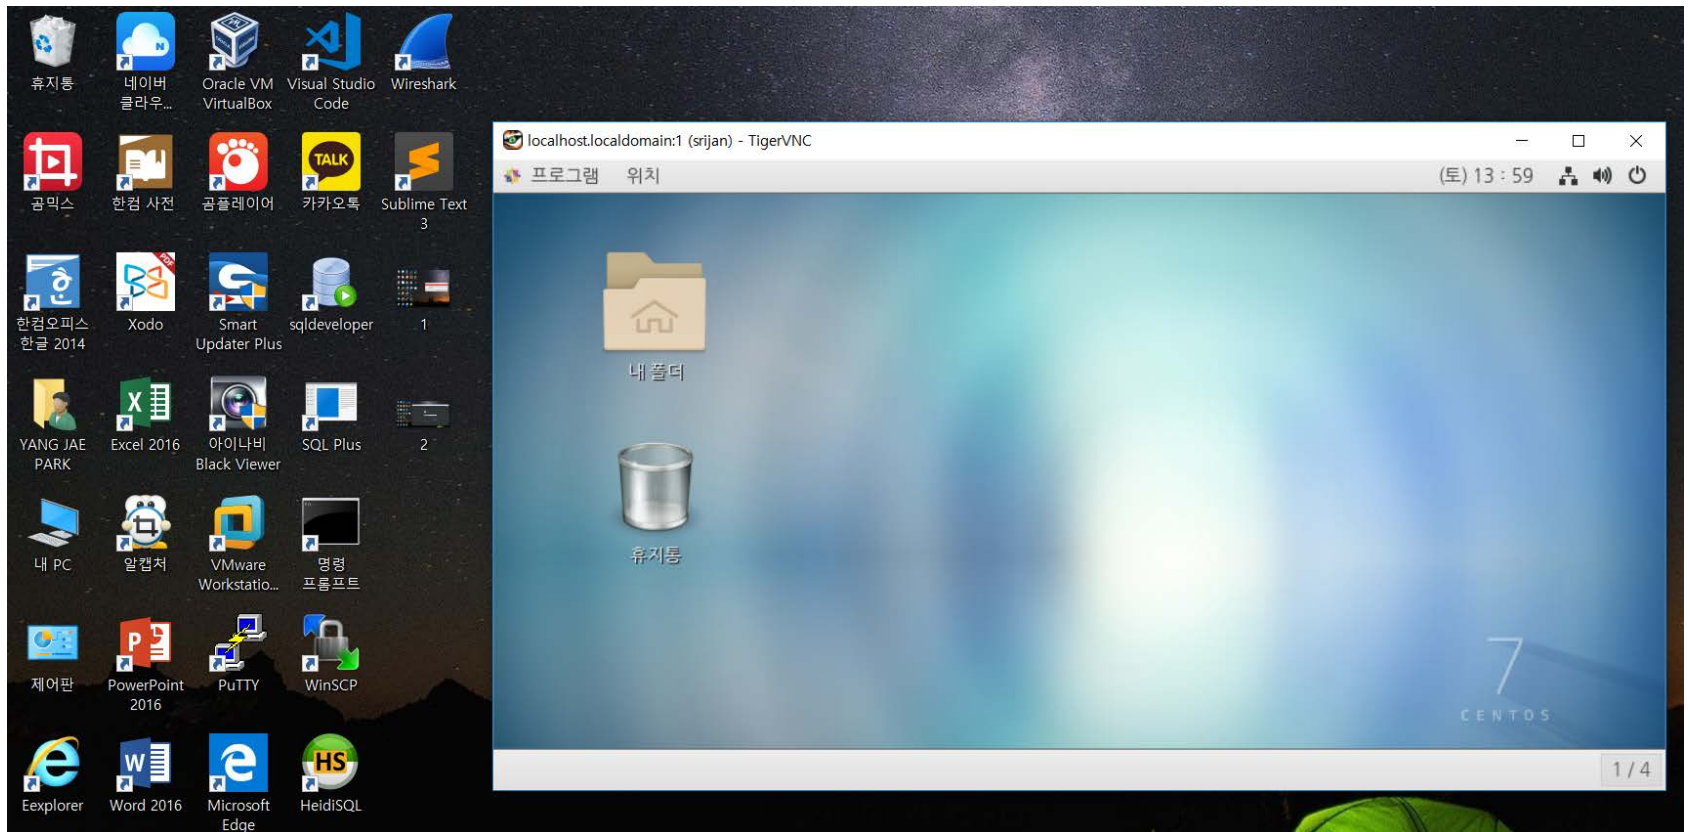 휴지통
네이버
클라우...
Oracle VM
VirtualBox
Visual Studio
Code
Wireshark
곰믹스
한컴 사전
곰플레이어
TALK
카카오톡
Sublime Text
3
한컴오피스
한글 2014
PDF
Xodo
Smart
Updater Plus
sqldeveloper
1
YANG JAE
PARK
Excel 2016
아이나비
Black Viewer
SQL Plus
2
내 PC
알캡처
VMware
Workstatio...
명령
프롬프트
제어판
PowerPoint
2016
PuTTY
WinSCP
Eexplorer
Word 2016
Microsoft
Edge
HS
HeidiSQL
localhost.localdomain:1 (srijan) - TigerVNC
프로그램 위치 (토) 13 : 59
내 폴더
휴지통
7
CENTOS
1 / 4